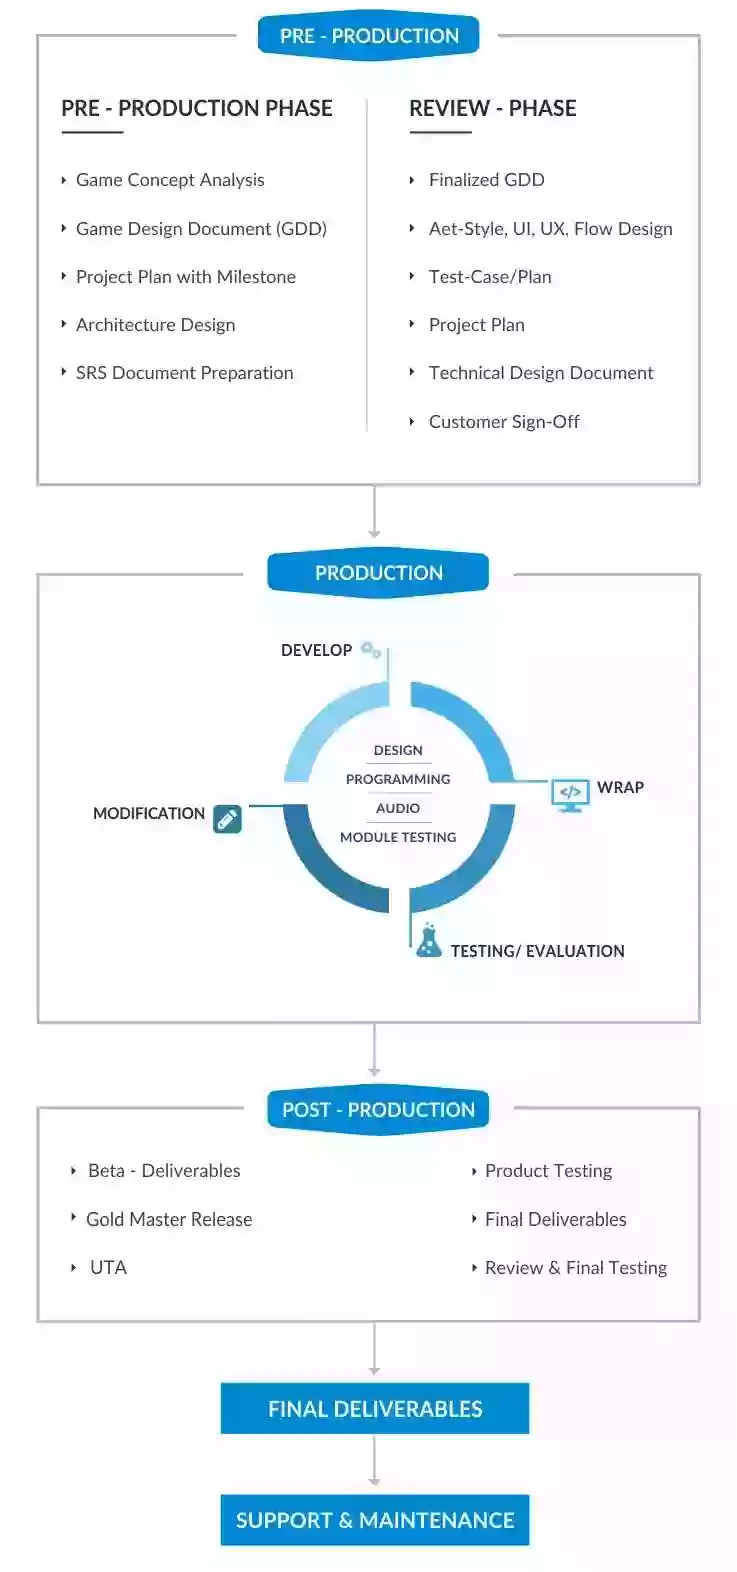 PRE - PRODUCTION
PRE - PRODUCTION PHASE
Game Concept Analysis
Game Design Document (GDD)
Project Plan with Milestone
Architecture Design
SRS Document Preparation
REVIEW - PHASE
Finalized GDD
Aet-Style, UI, UX, Flow Design
Test-Case/Plan
Project Plan
Technical Design Document
Customer Sign-Off
PRODUCTION
DEVELOP
DESIGN
PROGRAMMING
AUDIO
MODULE TESTING
WRAP
</>
MODIFICATION
TESTING/ EVALUATION
POST - PRODUCTION
Beta - Deliverables
Gold Master Release
UTA
Product Testing
Final Deliverables
Review & Final Testing
FINAL DELIVERABLES
SUPPORT & MAINTENANCE